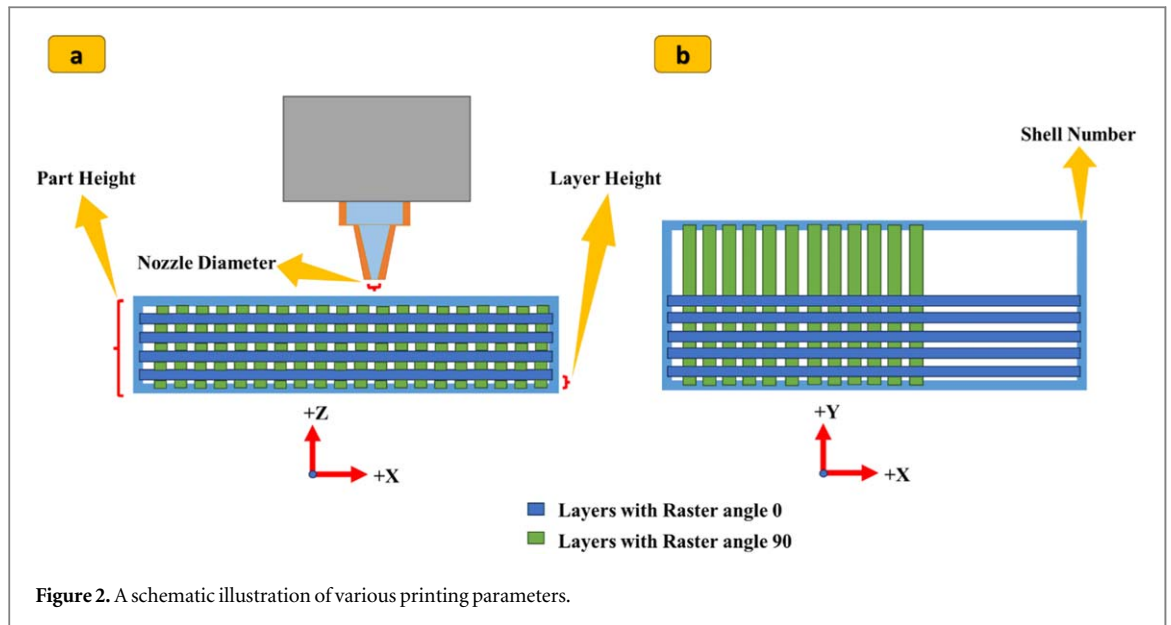 a
b
Shell Number
Part Height
Layer Height
Nozzle Diameter
+Z
+X
+Y
+X
Layers with Raster angle 0
Layers with Raster angle 90
Figure 2. A schematic illustration of various printing parameters.